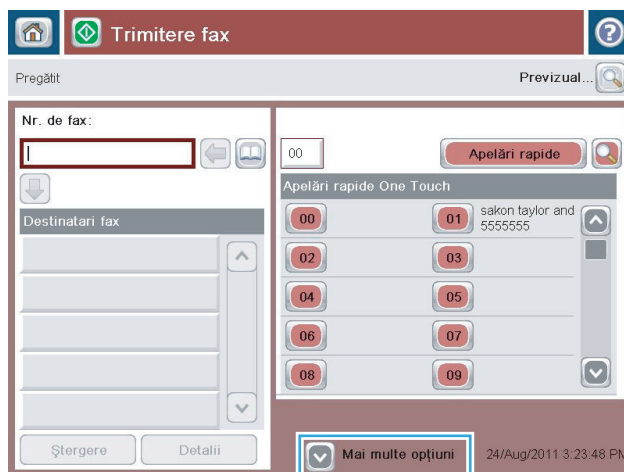 Trimitere fax
Pregătit
Previzual...
Nr. de fax:
00
Apelări rapide
Apelări rapide One Touch
Destinatari fax
00
01
sakon taylor and
5555555
02
03
04
05
06
07
08
09
Ştergere
Detalii
Mai multe opţiuni
24/Aug/2011 3:23:48 PM